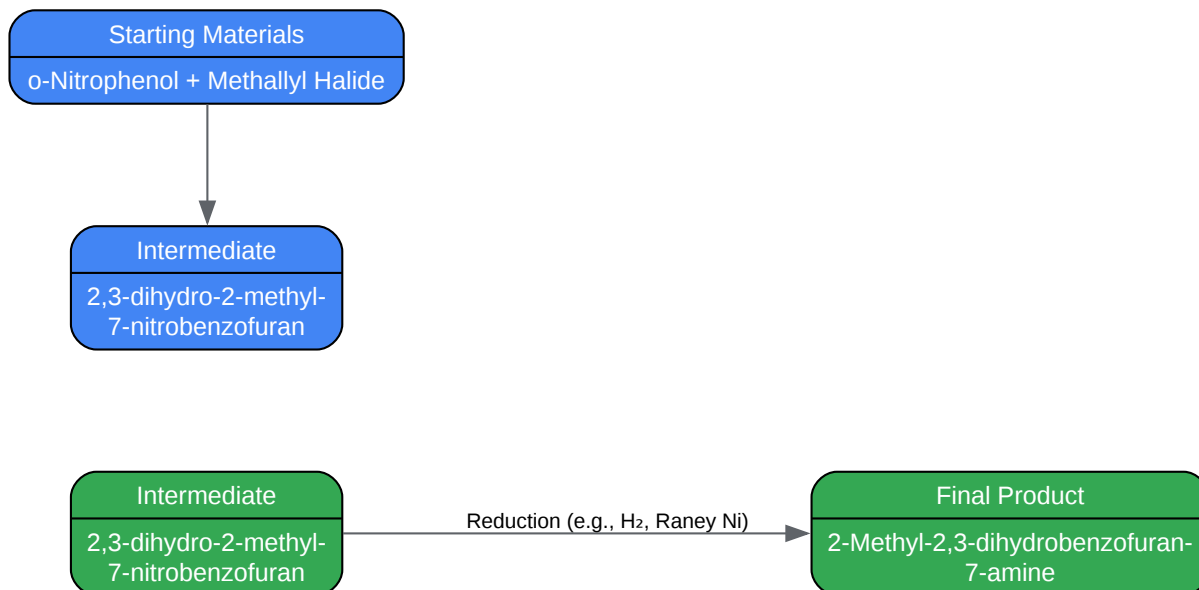 Starting Materials
o-Nitrophenol + Methallyl Halide
Intermediate
2,3-dihydro-2-methyl-
7-nitrobenzofuran
Intermediate
2,3-dihydro-2-methyl-
7-nitrobenzofuran
Reduction (e.g., H₂, Raney Ni)
Final Product
2-Methyl-2,3-dihydrobenzofuran-
7-amine